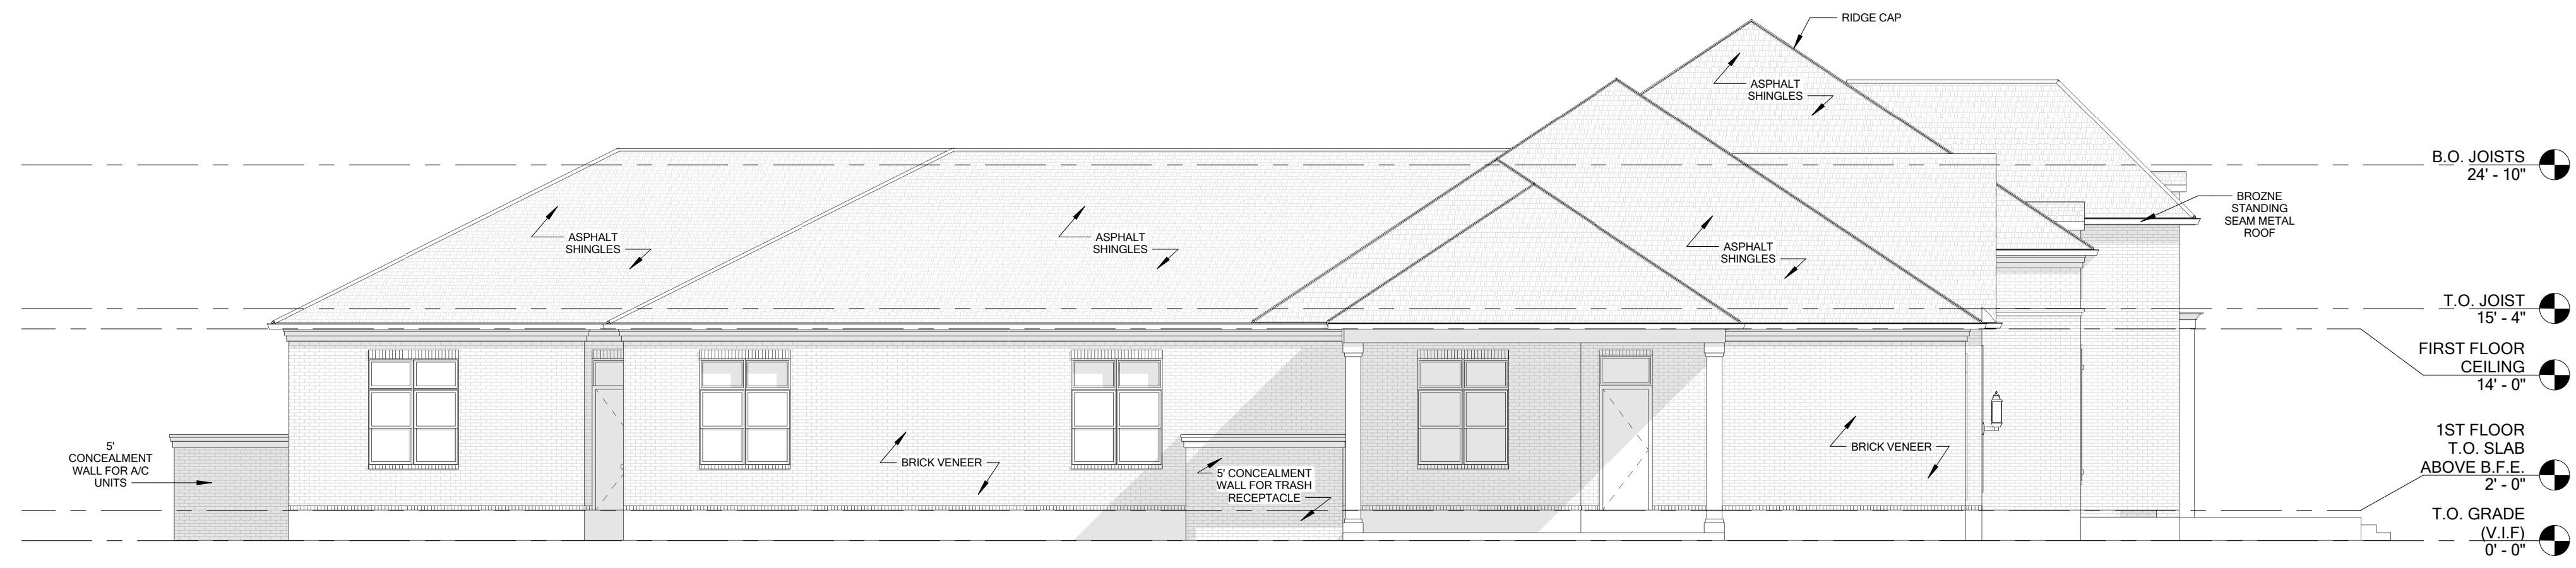 RIDGE CAP
ASPHALT
SHINGLES
B.O. JOISTS
24' - 10"
BROZNE
STANDING
SEAM METAL
ROOF
ASPHALT
SHINGLES
ASPHALT
SHINGLES
ASPHALT
SHINGLES
T.O. JOIST
15' - 4"
FIRST FLOOR
CEILING
14' - 0"
5'
CONCEALMENT
WALL FOR A/C
UNITS
BRICK VENEER
5' CONCEALMENT
WALL FOR TRASH
RECEPTACLE
BRICK VENEER
1ST FLOOR
T.O. SLAB
ABOVE B.F.E.
2' - 0"
T.O. GRADE
(V.I.F)
0' - 0"